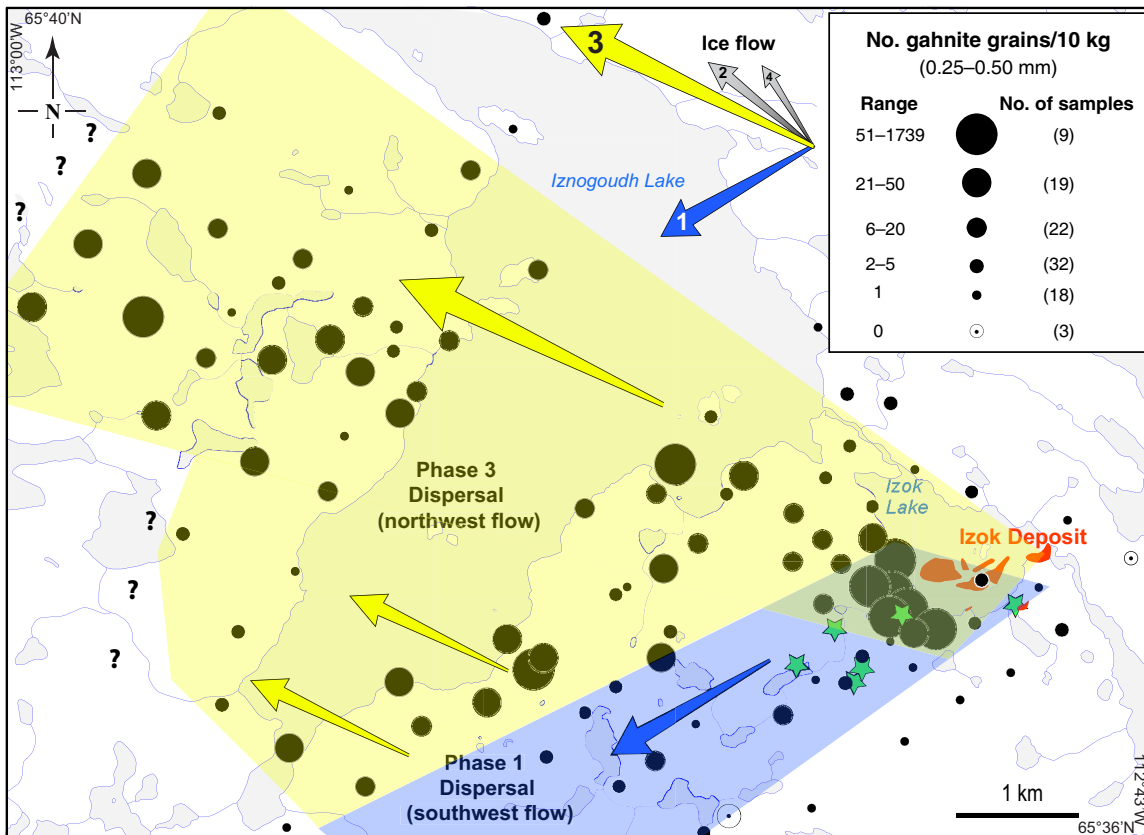 65°40'N
113°00'W
N
?
?
?
3
Ice flow
2
4
1
Iznogoudh Lake
No. gahnite grains/10 kg
(0.25–0.50 mm)
Range No. of samples
51–1739 (9)
21–50 (19)
6–20 (22)
2–5 (32)
1 (18)
0 (3)
Phase 3
Dispersal
(northwest flow)
Izok
Lake
Izok Deposit
?
?
?
Phase 1
Dispersal
(southwest flow)
1 km
112°43'W
65°36'N